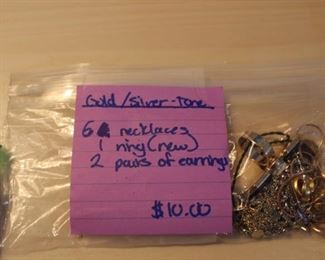 Gold/Silver-Tone
6 necklaces
1 ring (new)
2 pairs of earrings
$10.00